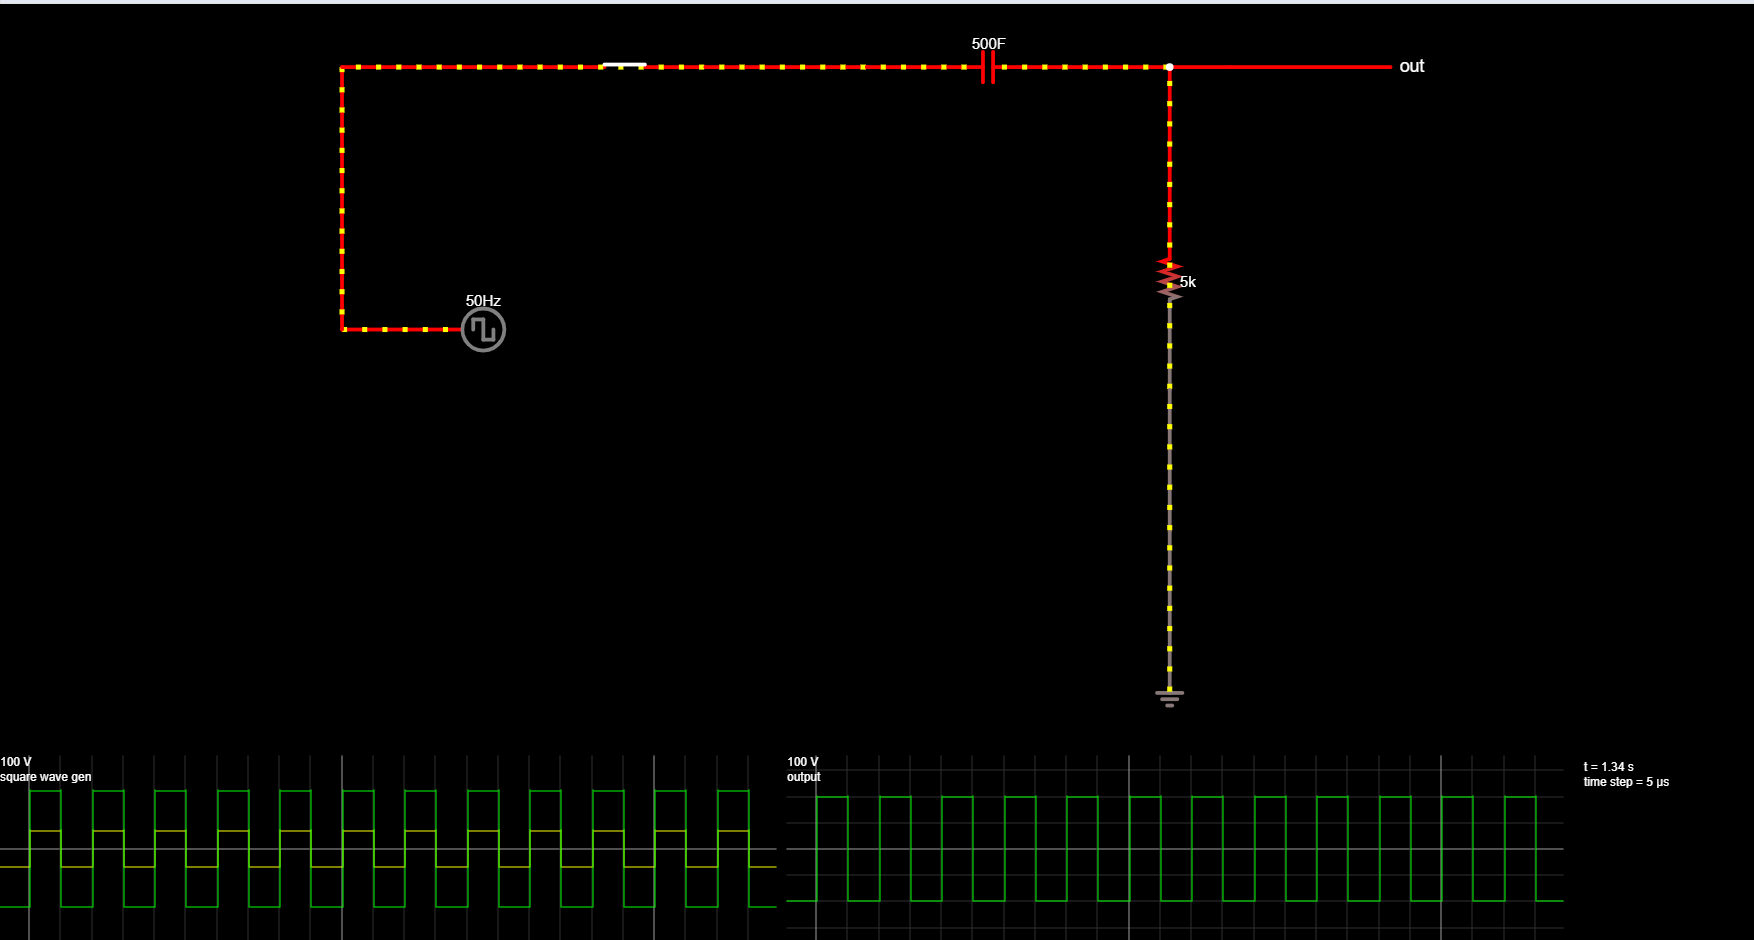 500F
out
50Hz
5k
100 V
square wave gen
100 V
output
t = 1.34 s
time step = 5 µs